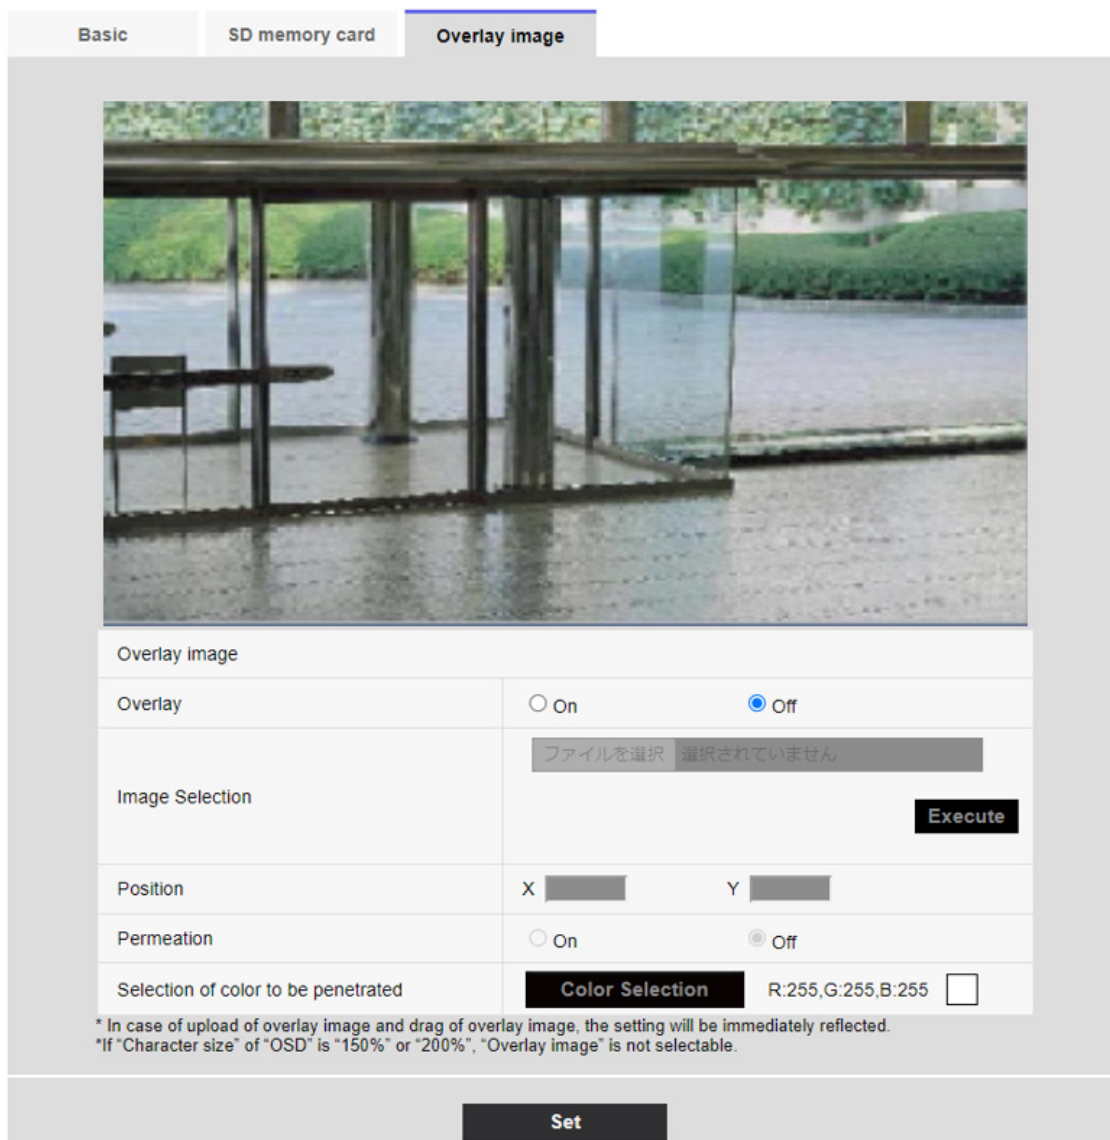 Basic SD memory card Overlay image
Overlay image
Overlay On Off
ファイルを選択 選択されていません
Image Selection
Execute
Position X Y
Permeation On Off
Selection of color to be penetrated Color Selection R:255,G:255,B:255
* In case of upload of overlay image and drag of overlay image, the setting will be immediately reflected.
*If “Character size” of “OSD” is “150%” or “200%”, “Overlay image” is not selectable.
Set